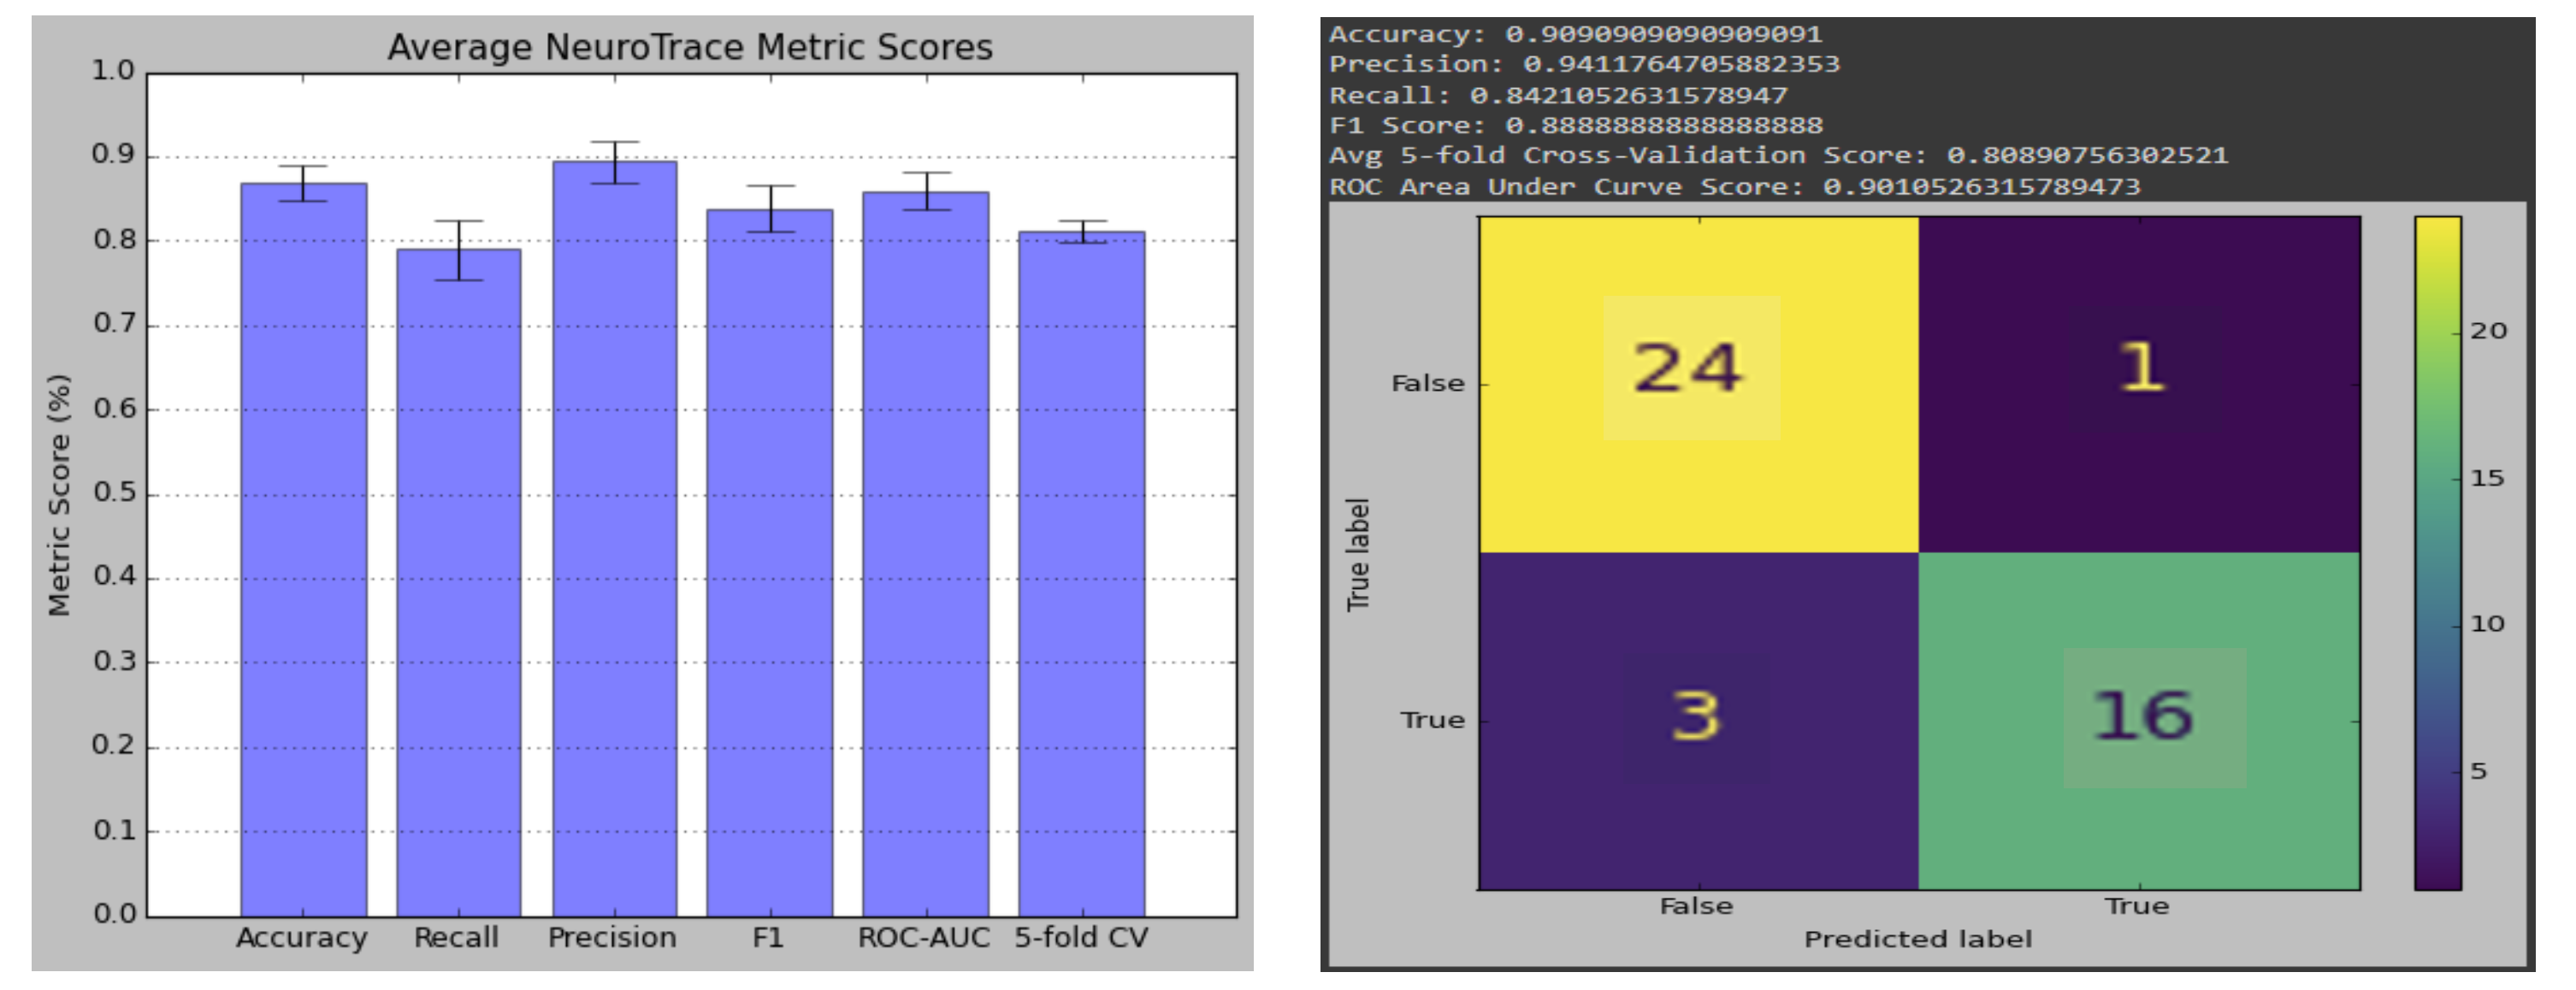 Average NeuroTrace Metric Scores
1.0
0.9
0.8
0.7
0.6
0.5
0.4
0.3
0.2
0.1
0.0
Metric Score (%)
Accuracy Recall Precision F1 ROC-AUC 5-fold CV
Accuracy: 0.9090909090909091
Precision: 0.9411764705882353
Recall: 0.8421052631578947
F1 Score: 0.8888888888888888
Avg 5-fold Cross-Validation Score: 0.80890756302521
ROC Area Under Curve Score: 0.9010526315789473
True label
False
True
24 1
3 16
False True
Predicted label
20
15
10
5